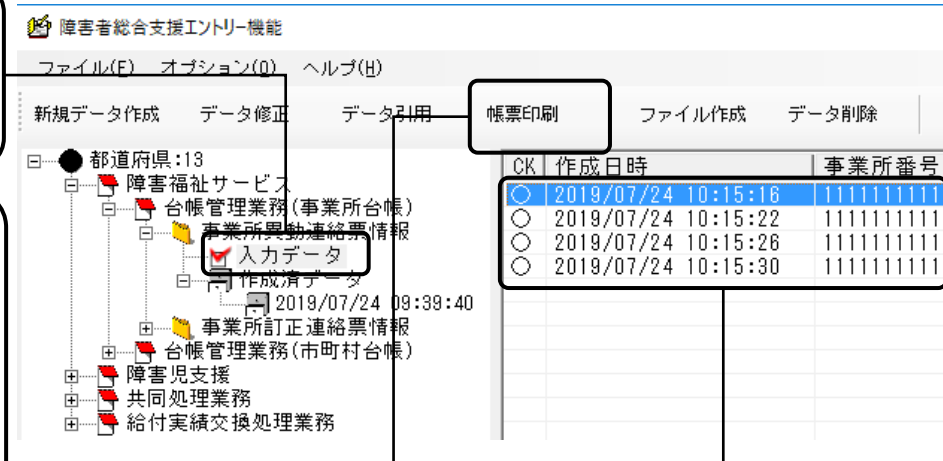 障害者総合支援エントリー機能
ファイル(F) オプション(O) ヘルプ(H)
新規データ作成 データ修正 データ引用 帳票印刷 ファイル作成 データ削除
都道府県:13
障害福祉サービス
台帳管理業務(事業所台帳)
事業所異動連絡票情報
入力データ
作成済データ
2019/07/24 09:39:40
事業所訂正連絡票情報
台帳管理業務(市町村台帳)
障害児支援
共同処理業務
給付実績交換処理業務
CK 作成日時 事業所番号
○ 2019/07/24 10:15:16 1111111111
○ 2019/07/24 10:15:22 1111111111
○ 2019/07/24 10:15:26 1111111111
○ 2019/07/24 10:15:30 1111111111